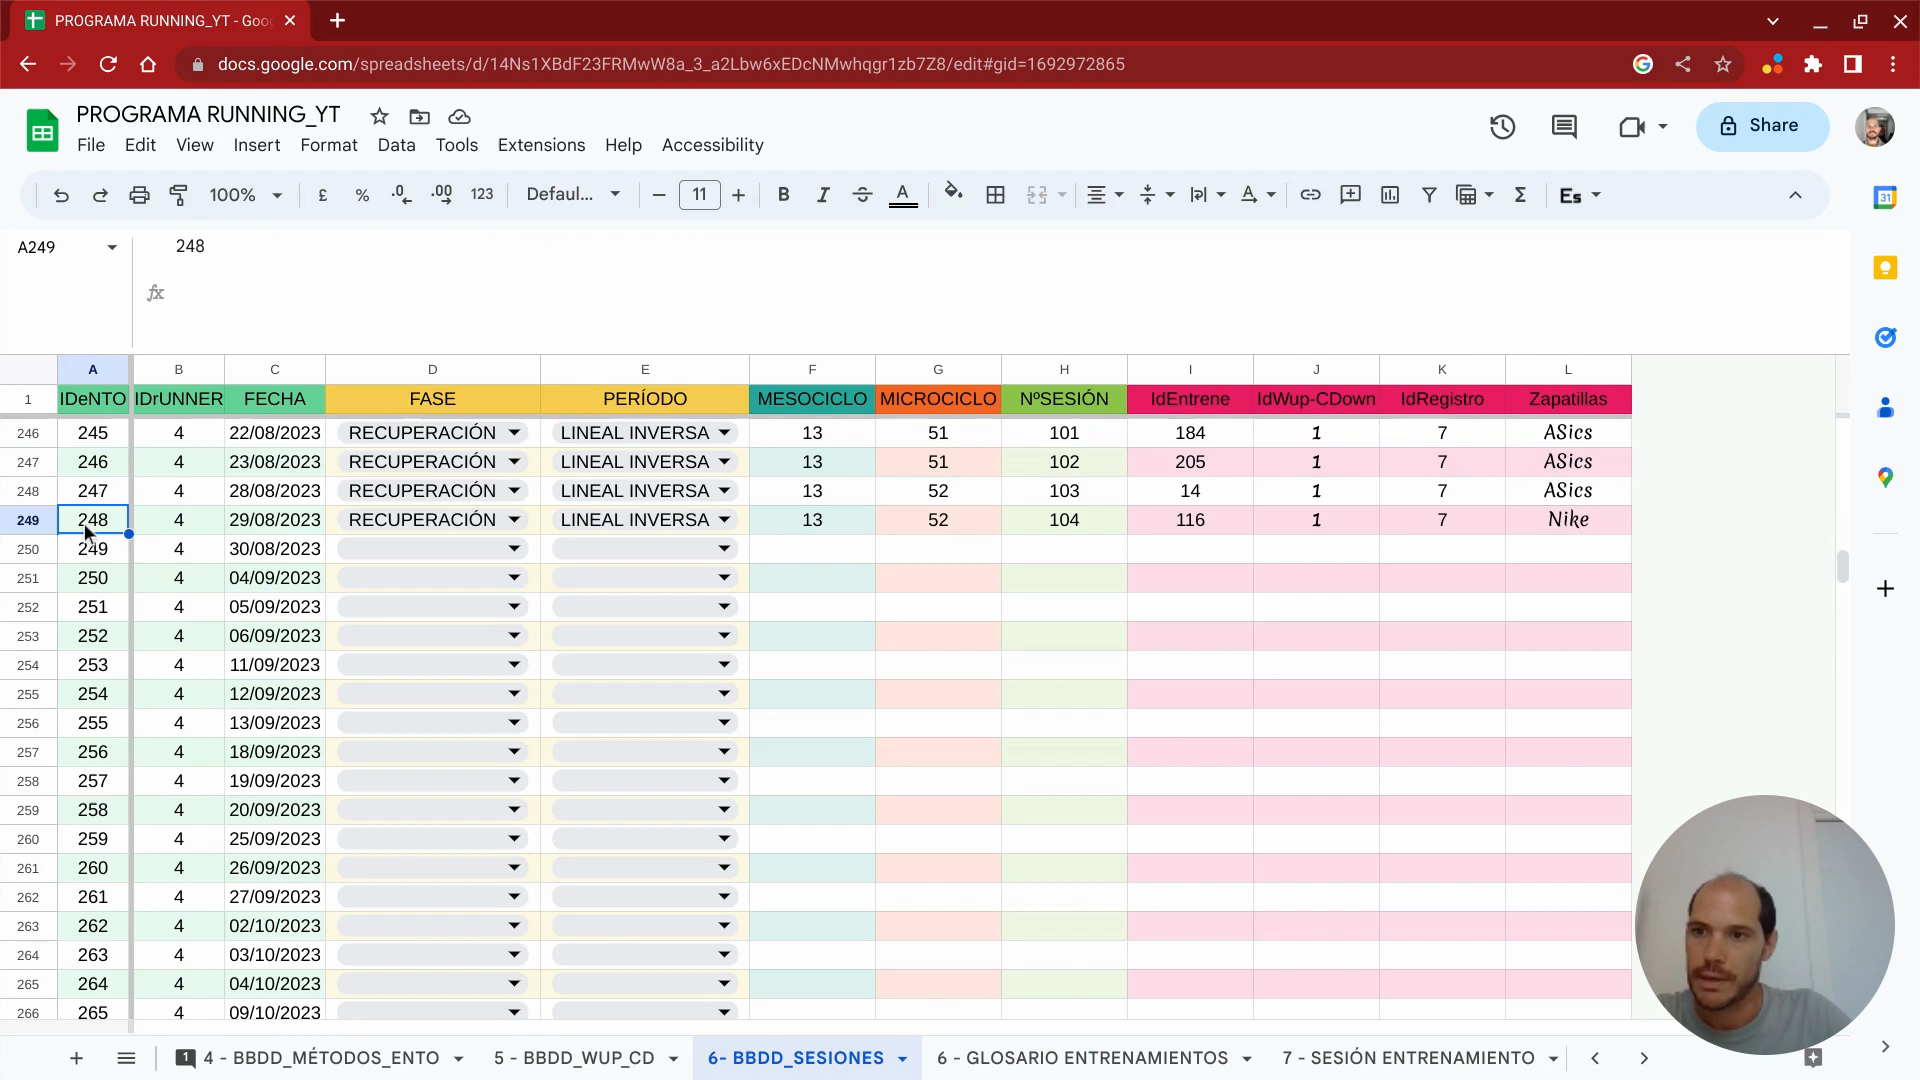 PROGRAMA RUNNING_YT - Goo
docs.google.com/spreadsheets/d/14Ns1XBdF23FRMwW8a_3_a2Lbw6xEDcNMwhqgr1zb7Z8/edit#gid=1692972865
PROGRAMA RUNNING_YT
File Edit View Insert Format Data Tools Extensions Help Accessibility
Share
31
100% £ % .0 .00 123 Defaul... 11 B I S A Σ Es
A249 248
fx
A B C D E F G H I J K L
1 IDeNTO IDrUNNER FECHA FASE PERÍODO MESOCICLO MICROCICLO NºSESIÓN IdEntrene IdWup-CDown IdRegistro Zapatillas
246 245 4 22/08/2023 RECUPERACIÓN LINEAL INVERSA 13 51 101 184 1 7 ASics
247 246 4 23/08/2023 RECUPERACIÓN LINEAL INVERSA 13 51 102 205 1 7 ASics
248 247 4 28/08/2023 RECUPERACIÓN LINEAL INVERSA 13 52 103 14 1 7 ASics
249 248 4 29/08/2023 RECUPERACIÓN LINEAL INVERSA 13 52 104 116 1 7 Nike
250 249 4 30/08/2023
251 250 4 04/09/2023
252 251 4 05/09/2023
253 252 4 06/09/2023
254 253 4 11/09/2023
255 254 4 12/09/2023
256 255 4 13/09/2023
257 256 4 18/09/2023
258 257 4 19/09/2023
259 258 4 20/09/2023
260 259 4 25/09/2023
261 260 4 26/09/2023
262 261 4 27/09/2023
263 262 4 02/10/2023
264 263 4 03/10/2023
265 264 4 04/10/2023
266 265 4 09/10/2023
1 4 - BBDD_MÉTODOS_ENTO 5 - BBDD_WUP_CD 6- BBDD_SESIONES 6 - GLOSARIO ENTRENAMIENTOS 7 - SESIÓN ENTRENAMIENTO